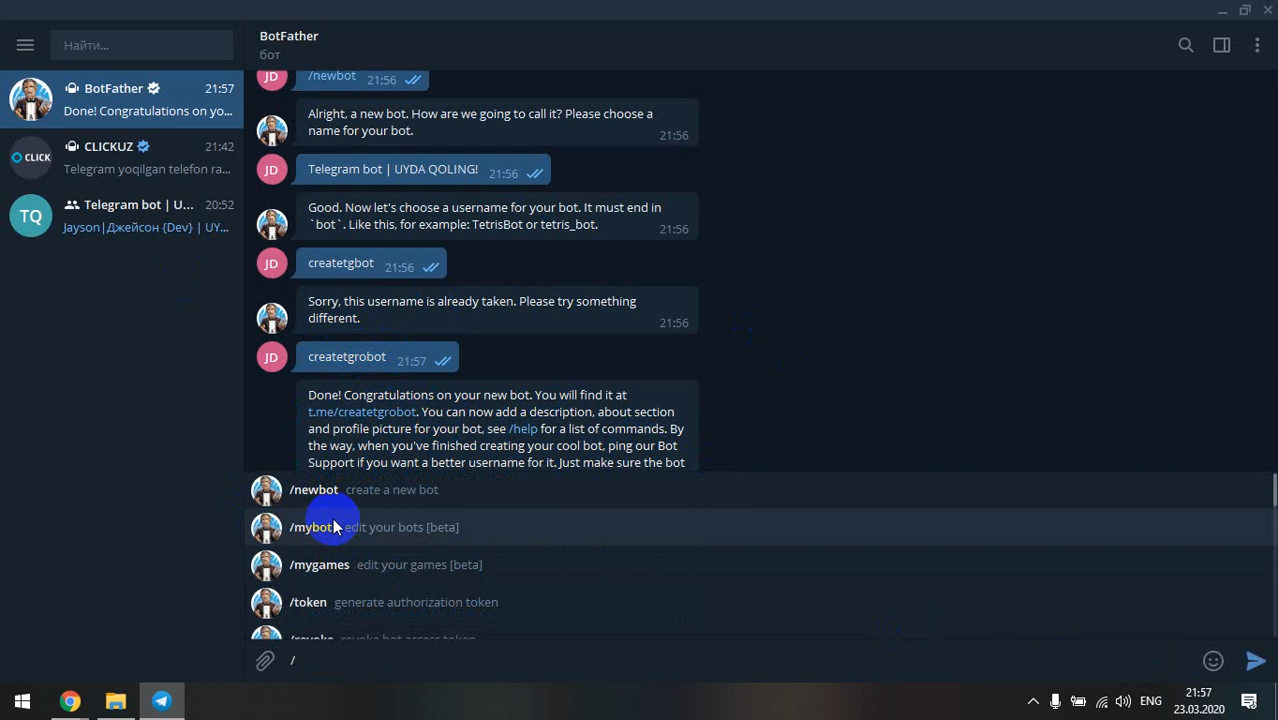 Найти...
BotFather
бот
BotFather 21:57
Done! Congratulations on yo...
CLICK
CLICKUZ 21:42
Telegram yoqilgan telefon ra...
TQ
Telegram bot | U... 20:52
Jayson|Джейсон {Dev} | UY...
JD
/newbot 21:56
Alright, a new bot. How are we going to call it? Please choose a
name for your bot.
21:56
JD
Telegram bot | UYDA QOLING! 21:56
Good. Now let's choose a username for your bot. It must end in
`bot`. Like this, for example: TetrisBot or tetris_bot.
21:56
JD
createtgbot 21:56
Sorry, this username is already taken. Please try something
different.
21:56
JD
createtgrobot 21:57
Done! Congratulations on your new bot. You will find it at
t.me/createtgrobot. You can now add a description, about section
and profile picture for your bot, see /help for a list of commands. By
the way, when you've finished creating your cool bot, ping our Bot
Support if you want a better username for it. Just make sure the bot
/newbot create a new bot
/mybot edit your bots [beta]
/mygames edit your games [beta]
/token generate authorization token
/revoke revoke bot access token
/
ENG
21:57
23.03.2020